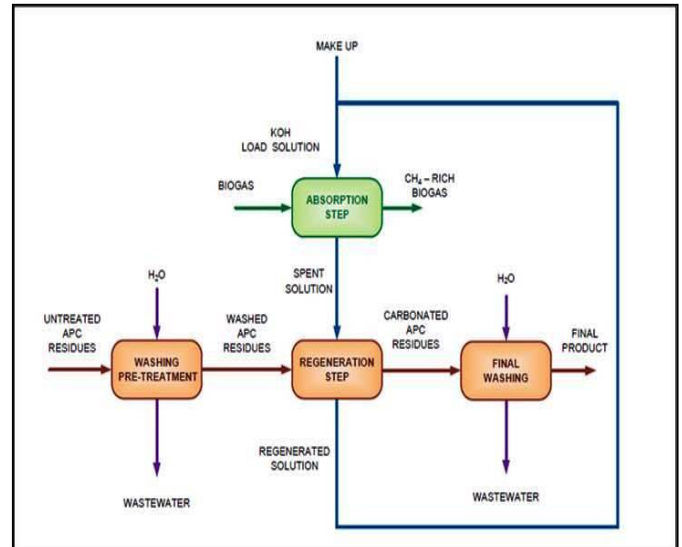 MAKE UP
KOH
LOAD SOLUTION
BIOGAS
CH₄ – RICH
BIOGAS
ABSORPTION
STEP
H₂O
SPENT
SOLUTION
H₂O
UNTREATED
APC
RESIDUES
WASHED
APC
RESIDUES
CARBONATED
APC
RESIDUES
FINAL
PRODUCT
WASHING
PRE-TREATMENT
REGENERATION
STEP
FINAL
WASHING
REGENERATED
SOLUTION
WASTEWATER
WASTEWATER